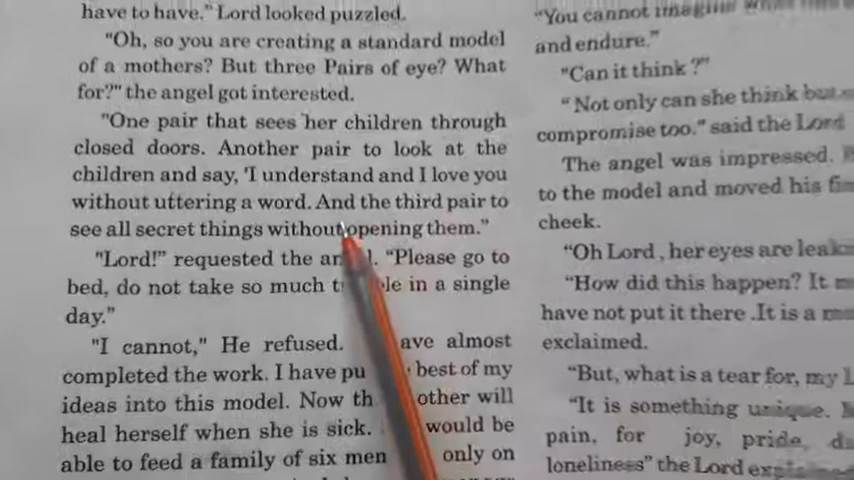 have to have." Lord looked puzzled.
"Oh, so you are creating a standard model
of a mothers? But three Pairs of eye? What
for?" the angel got interested.
"One pair that sees her children through
closed doors. Another pair to look at the
children and say, 'I understand and I love you
without uttering a word. And the third pair to
see all secret things without opening them."
"Lord!" requested the "Please go to
bed, do not take so much in a single
day."
"I cannot," He refused. almost
completed the work. I have best of my
ideas into this model. Now other will
heal herself when she is sick. would be
able to feed a family of six men only on
"You cannot imagine
and endure."
"Can it think?"
"Not only can she think
compromise too." said the Lord
The angel was impressed.
to the model and moved his
cheek.
"Oh Lord, her eyes are
"How did this happen? It
have not put it there .It is a
exclaimed.
"But, what is a tear for, my
"It is something unique.
pain, for joy, pride,
loneliness" the Lord